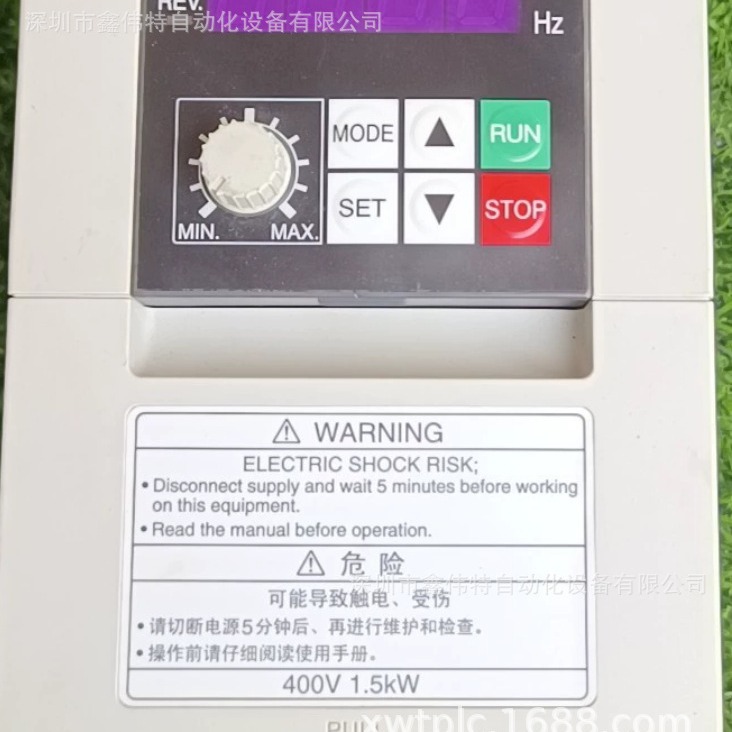 REV.
深圳市鑫伟特自动化设备有限公司
Hz
MODE
RUN
SET
STOP
MIN.
MAX.
WARNING
ELECTRIC SHOCK RISK;
• Disconnect supply and wait 5 minutes before working
on this equipment.
• Read the manual before operation.
危险
深圳市鑫伟特自动化设备有限公司
可能导致触电、受伤
• 请切断电源5分钟后、再进行维护和检查。
• 操作前请仔细阅读使用手册。
400V 1.5kW
xwtplc.1688.com